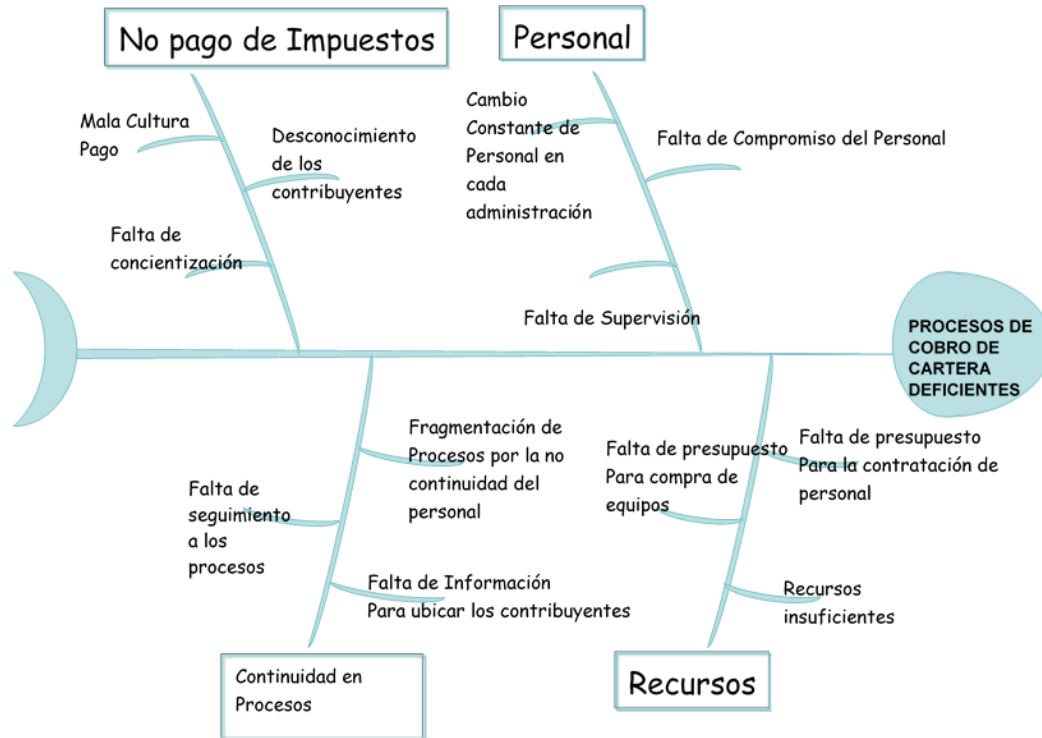 No pago de Impuestos
Personal
Mala Cultura
Pago
Desconocimiento
de los
contribuyentes
Falta de
concientización
Cambio
Constante de
Personal en
cada
administración
Falta de Compromiso del Personal
Falta de Supervisión
PROCESOS DE
COBRO DE
CARTERA
DEFICIENTES
Falta de
seguimiento
a los
procesos
Fragmentación de
Procesos por la no
continuidad del
personal
Falta de Información
Para ubicar los contribuyentes
Falta de presupuesto
Para compra de
equipos
Falta de presupuesto
Para la contratación de
personal
Recursos
insuficientes
Continuidad en
Procesos
Recursos